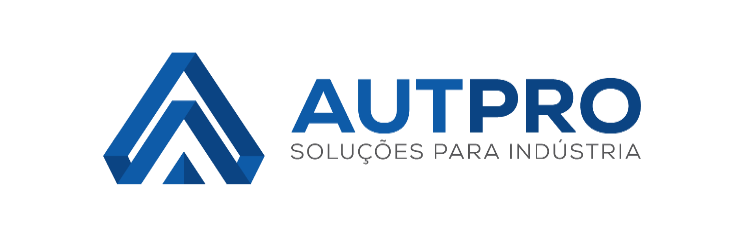 AUTPRO
SOLUÇÕES PARA INDÚSTRIA